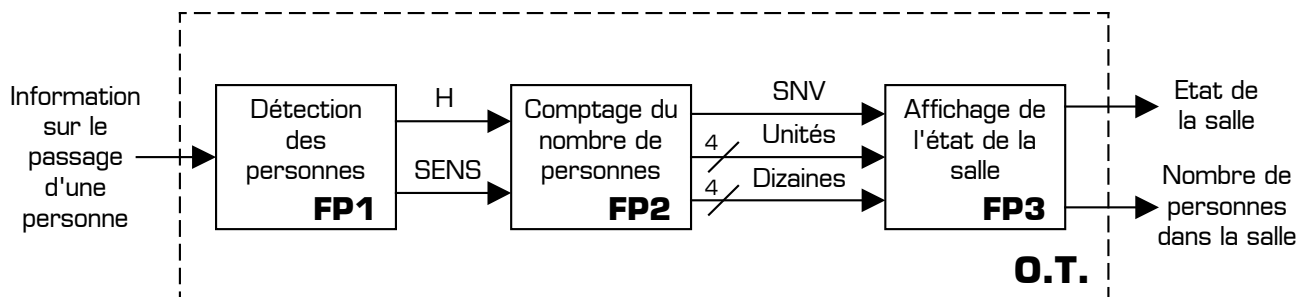 Information
sur le
passage
d'une
personne
Détection
des
personnes
FP1
H
SENS
Comptage du
nombre de
personnes
FP2
SNV
4
Unités
4
Dizaines
Affichage de
l'état de la
salle
FP3
Etat de
la salle
Nombre de
personnes
dans la salle
O.T.